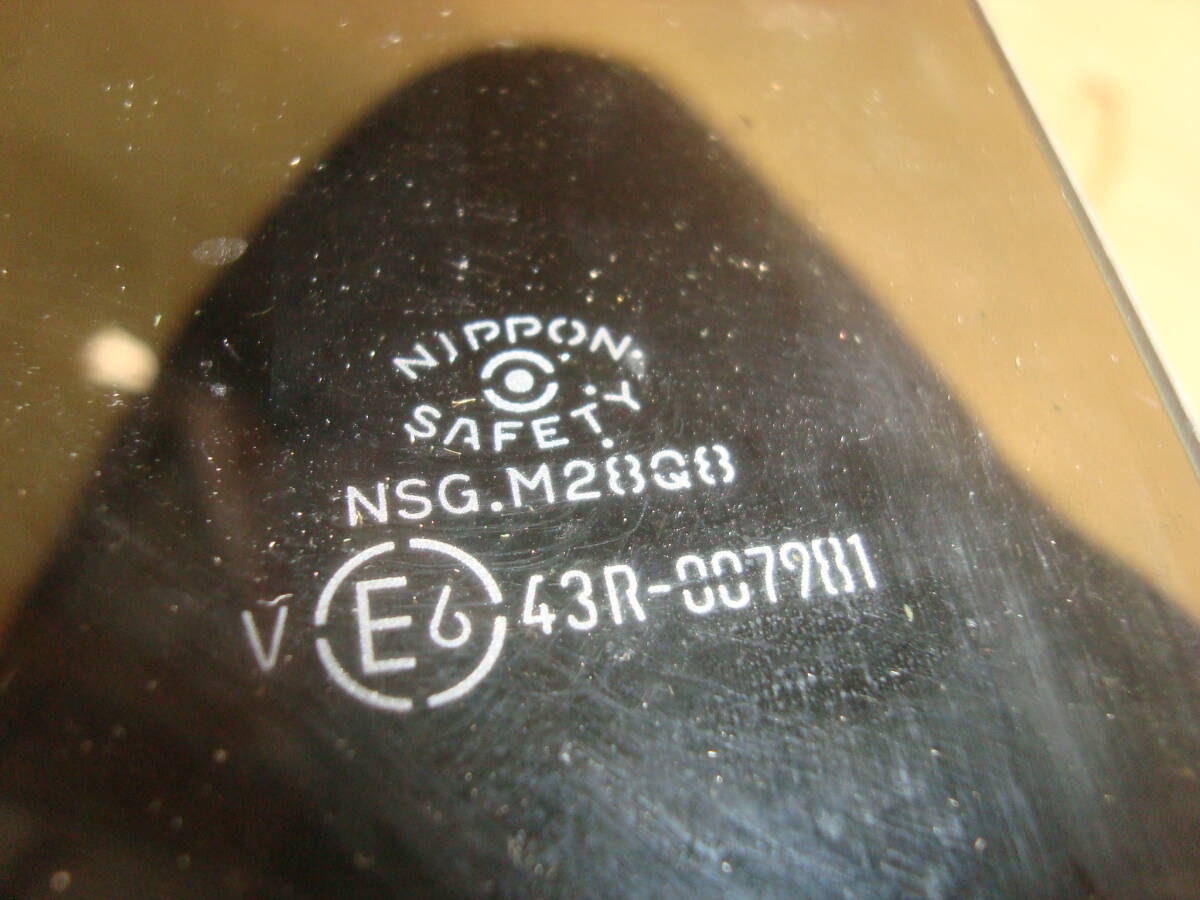 NIPPON
SAFETY
NSG.M28Q8
V E6 43R-007981